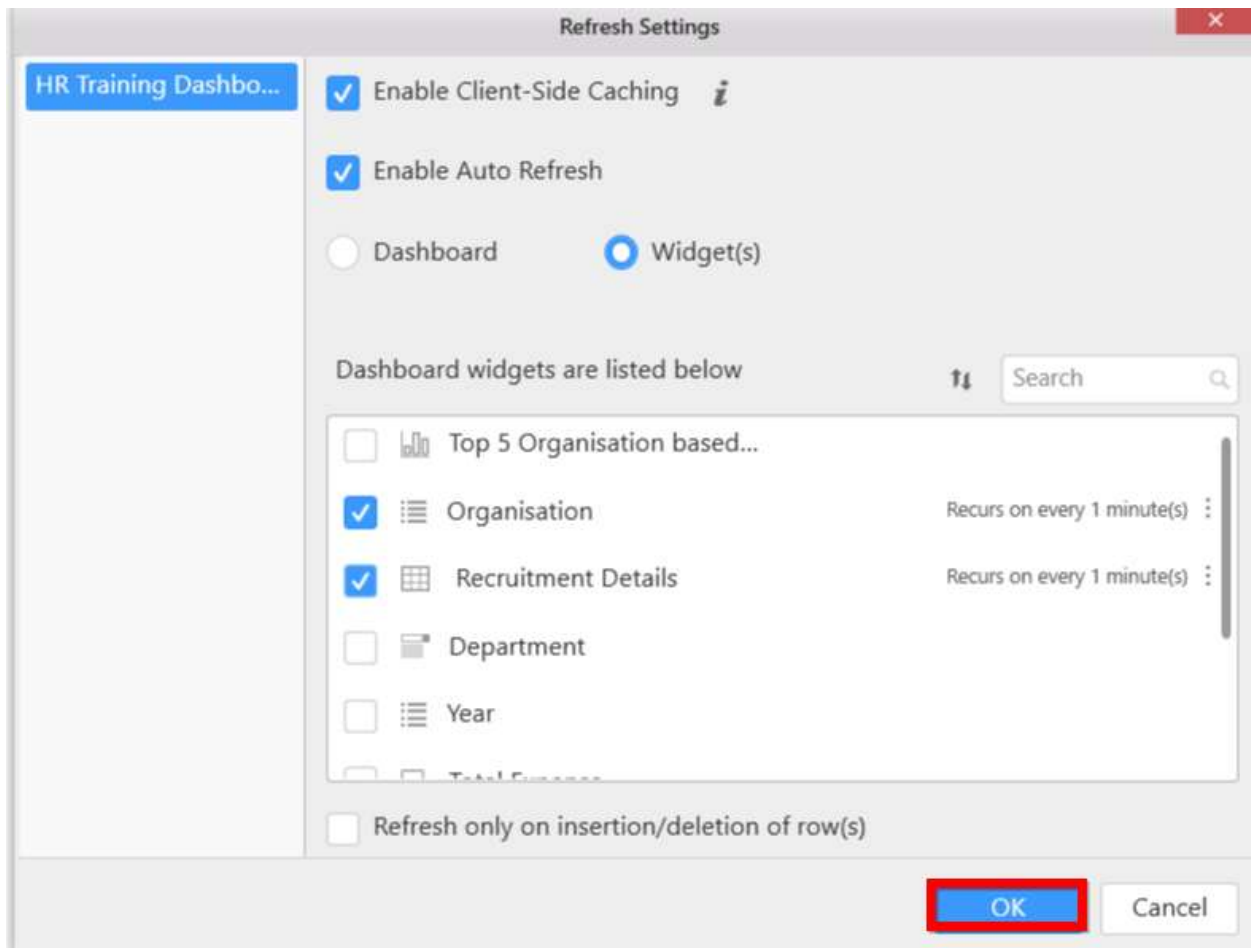 Refresh Settings
HR Training Dashbo...
Enable Client-Side Caching
Enable Auto Refresh
Dashboard
Widget(s)
Dashboard widgets are listed below
Search
Top 5 Organisation based...
Organisation
Recurs on every 1 minute(s)
Recruitment Details
Recurs on every 1 minute(s)
Department
Year
Total Expense
Refresh only on insertion/deletion of row(s)
OK
Cancel